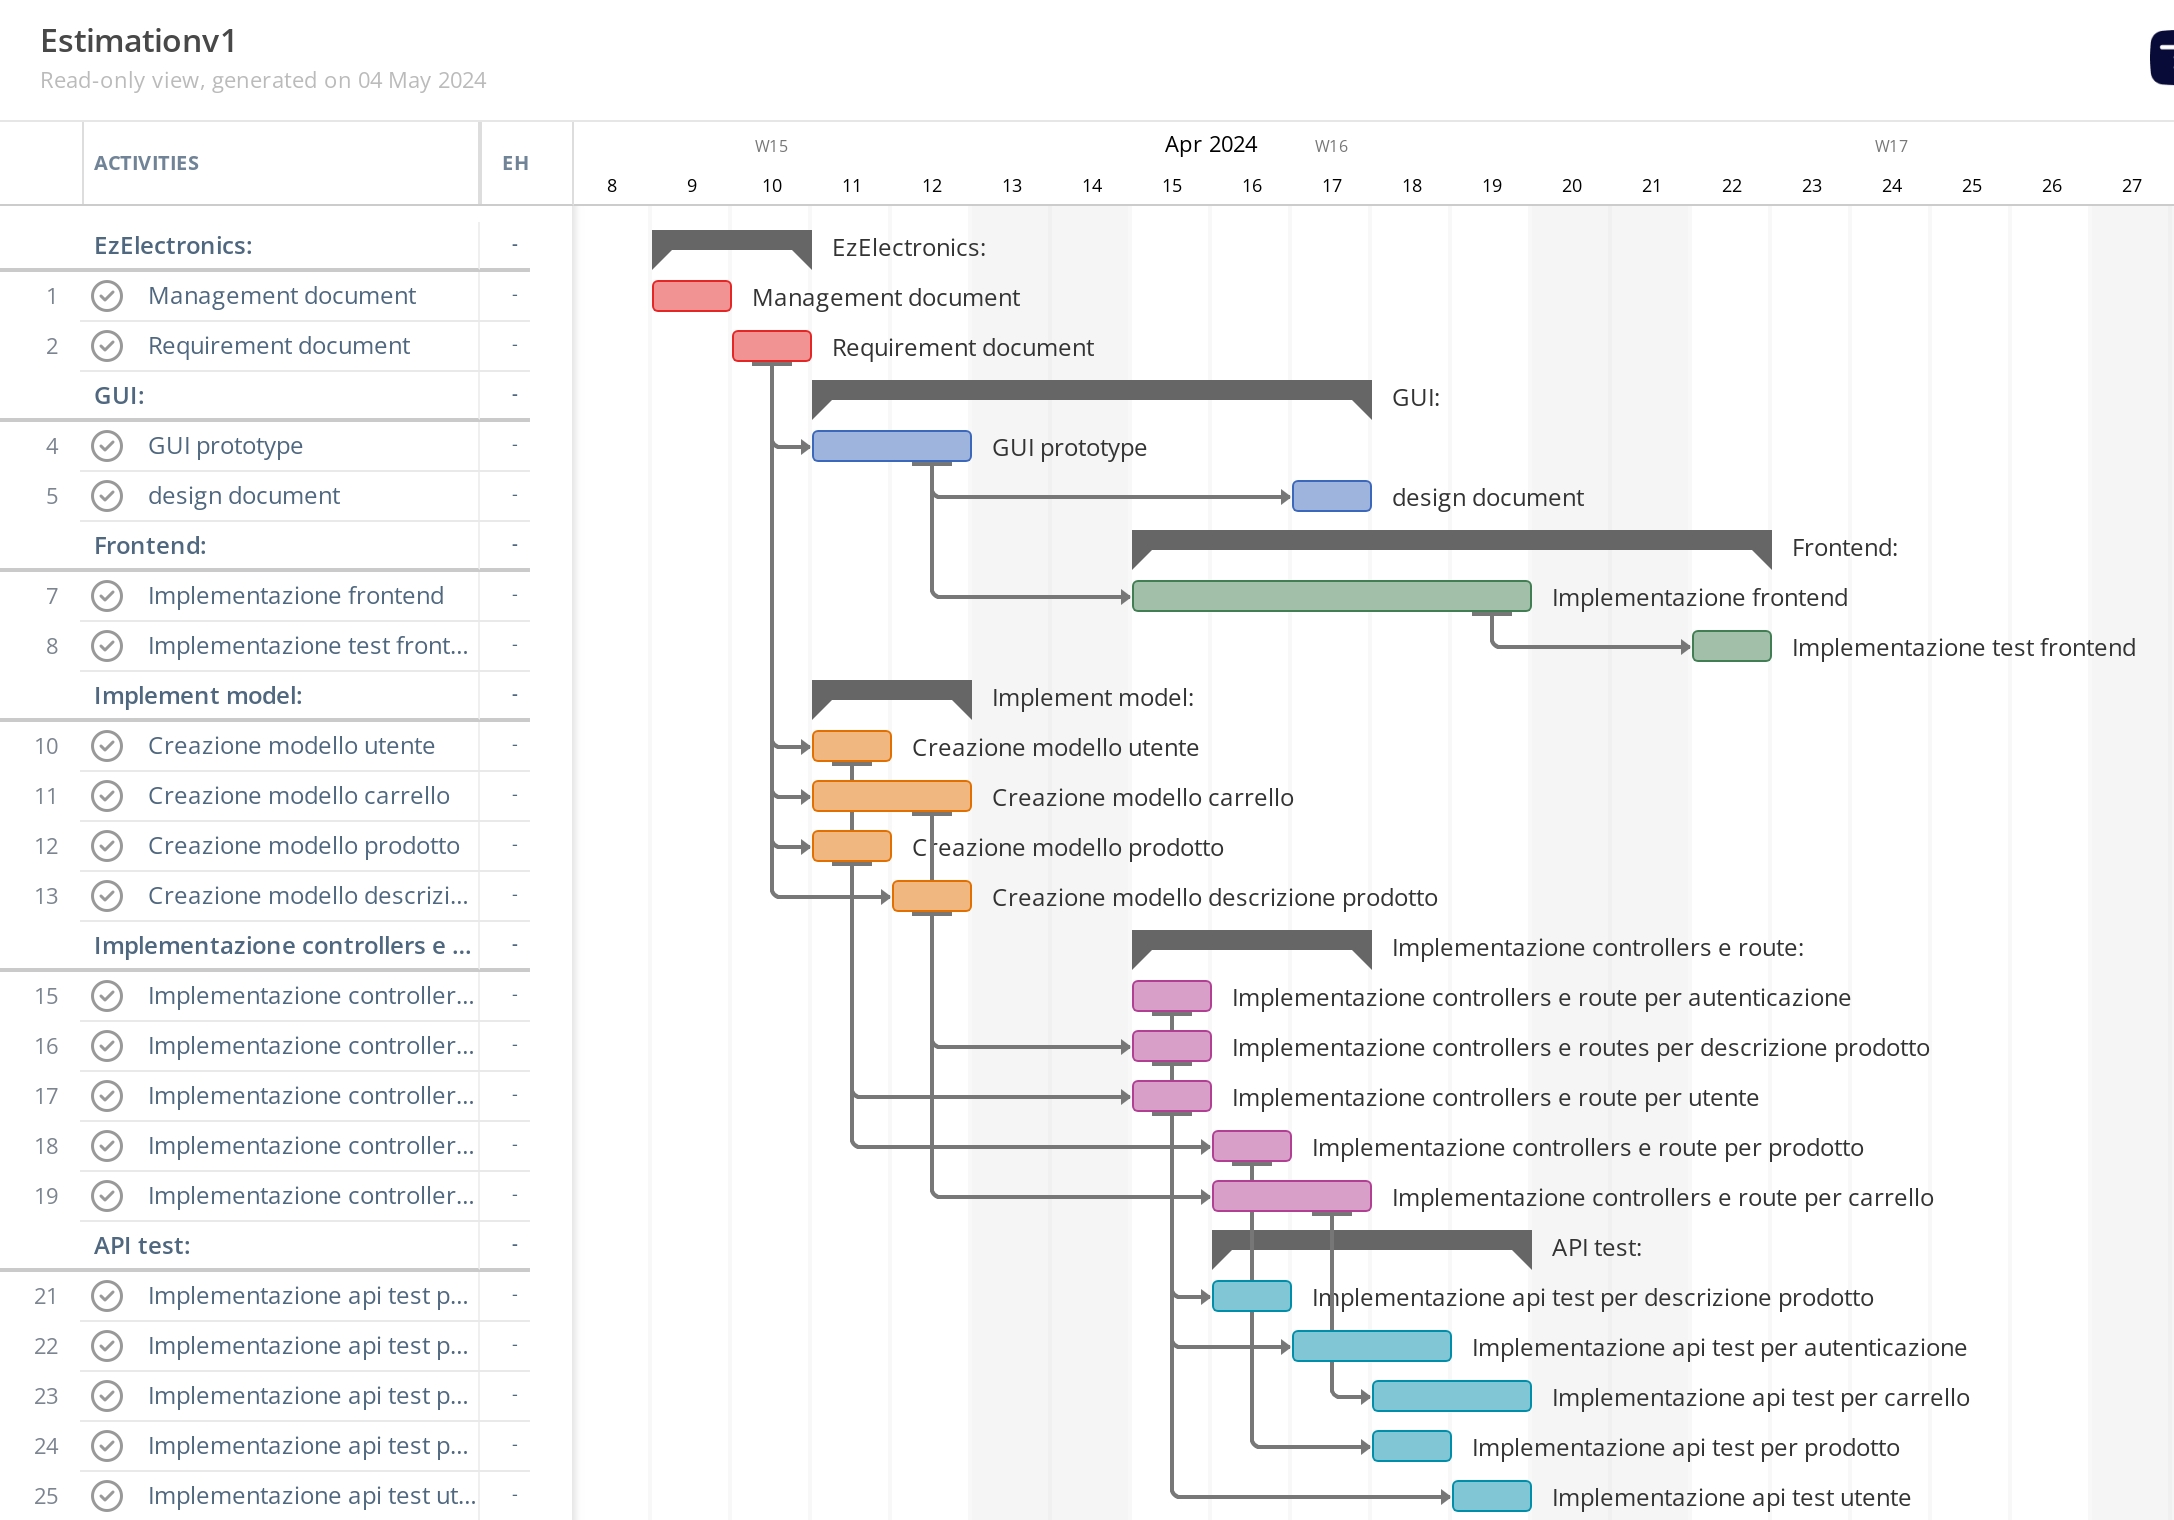 Estimationv1
Read-only view, generated on 04 May 2024
ACTIVITIES EH
W15 Apr 2024 W16 W17
8 9 10 11 12 13 14 15 16 17 18 19 20 21 22 23 24 25 26 27
EzElectronics: - EzElectronics:
1 Management document - Management document
2 Requirement document - Requirement document
GUI: - GUI:
4 GUI prototype - GUI prototype
5 design document - design document
Frontend: - Frontend:
7 Implementazione frontend - Implementazione frontend
8 Implementazione test front... - Implementazione test frontend
Implement model: - Implement model:
10 Creazione modello utente - Creazione modello utente
11 Creazione modello carrello - Creazione modello carrello
12 Creazione modello prodotto - Creazione modello prodotto
13 Creazione modello descrizi... - Creazione modello descrizione prodotto
Implementazione controllers e ... - Implementazione controllers e route:
15 Implementazione controller... - Implementazione controllers e route per autenticazione
16 Implementazione controller... - Implementazione controllers e routes per descrizione prodotto
17 Implementazione controller... - Implementazione controllers e route per utente
18 Implementazione controller... - Implementazione controllers e route per prodotto
19 Implementazione controller... - Implementazione controllers e route per carrello
API test: - API test:
21 Implementazione api test p... - Implementazione api test per descrizione prodotto
22 Implementazione api test p... - Implementazione api test per autenticazione
23 Implementazione api test p... - Implementazione api test per carrello
24 Implementazione api test p... - Implementazione api test per prodotto
25 Implementazione api test ut... - Implementazione api test utente